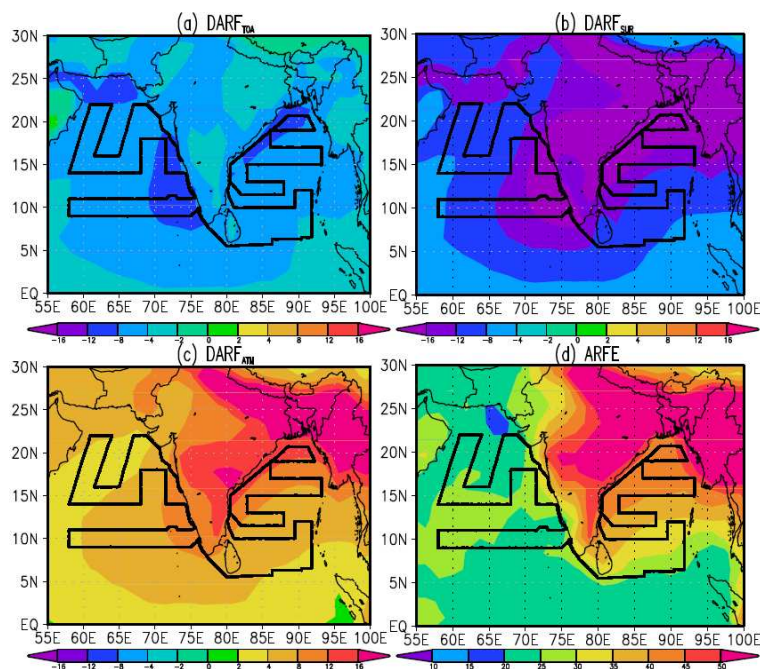 (a) DARF TOA
(b) DARF SUR
30N
25N
20N
15N
10N
5N
EQ
55E 60E 65E 70E 75E 80E 85E 90E 95E 100E
30N
25N
20N
15N
10N
5N
EQ
55E 60E 65E 70E 75E 80E 85E 90E 95E 100E
-16 -12 -8 -4 -2 0 2 4 8 12 16
-16 -12 -8 -4 -2 0 2 4 8 12 16
(c) DARF ATM
(d) ARFE
30N
25N
20N
15N
10N
5N
EQ
55E 60E 65E 70E 75E 80E 85E 90E 95E 100E
30N
25N
20N
15N
10N
5N
EQ
55E 60E 65E 70E 75E 80E 85E 90E 95E 100E
-16 -12 -8 -4 -2 0 2 4 8 12 16
10 15 20 25 30 35 40 45 50